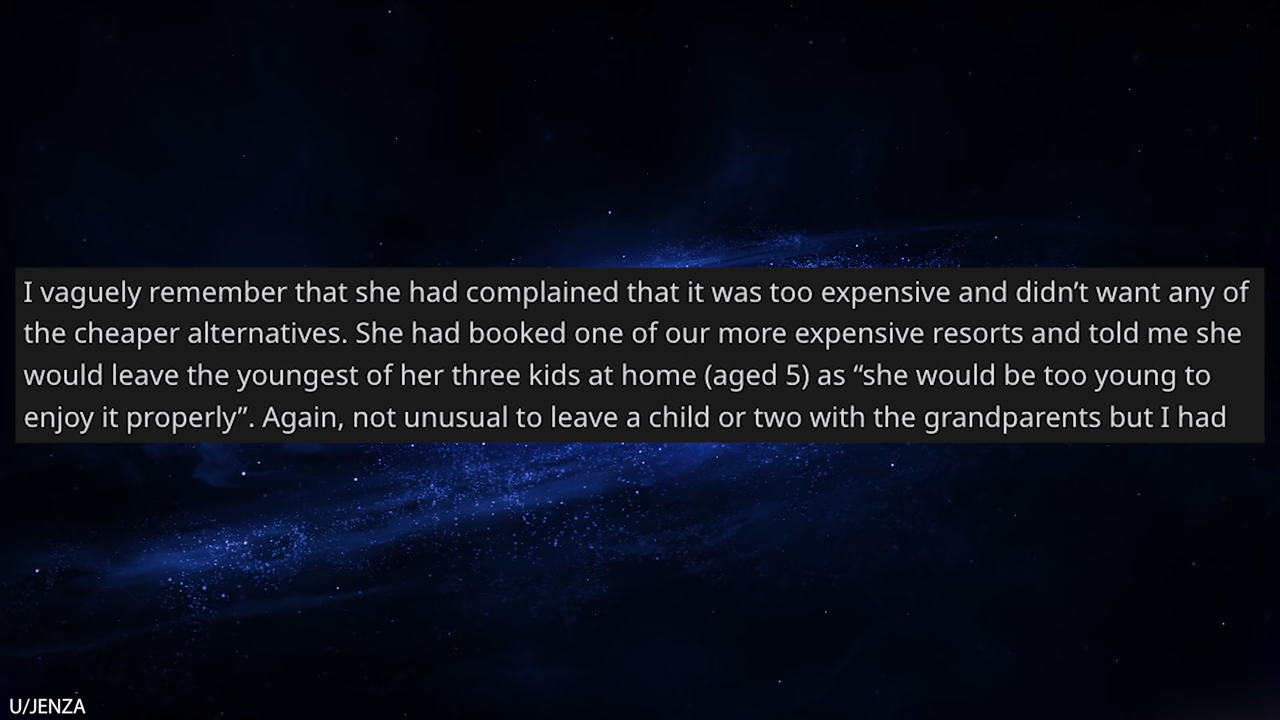 I vaguely remember that she had complained that it was too expensive and didn’t want any of
the cheaper alternatives. She had booked one of our more expensive resorts and told me she
would leave the youngest of her three kids at home (aged 5) as “she would be too young to
enjoy it properly”. Again, not unusual to leave a child or two with the grandparents but I had
U/JENZA